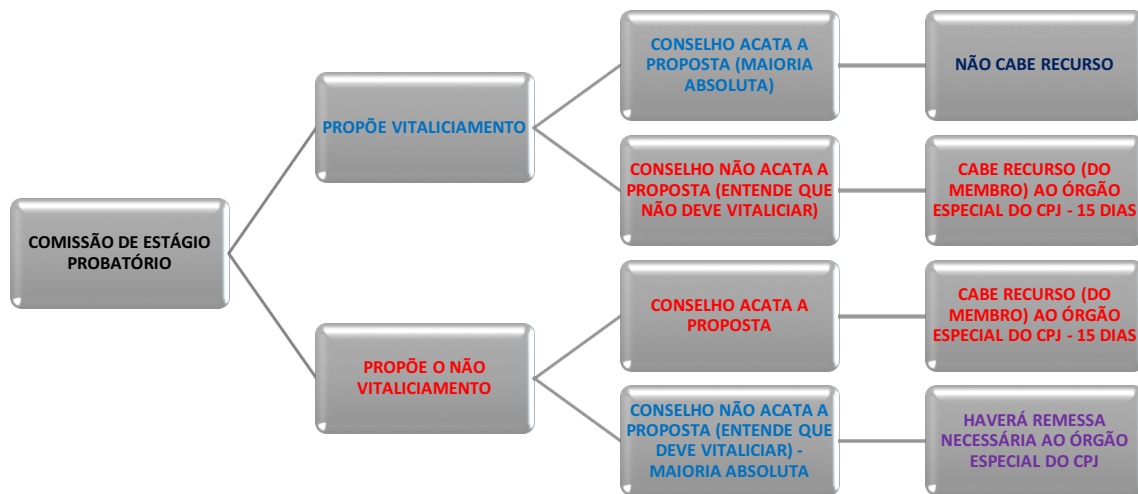 COMISSÃO DE ESTÁGIO
PROBATÓRIO
PROPÕE VITALICIAMENTO
CONSELHO ACATA A
PROPOSTA (MAIORIA
ABSOLUTA)
NÃO CABE RECURSO
CONSELHO NÃO ACATA A
PROPOSTA (ENTENDE QUE
NÃO DEVE VITALICIAR)
CABE RECURSO (DO
MEMBRO) AO ÓRGÃO
ESPECIAL DO CPJ - 15 DIAS
PROPÕE O NÃO
VITALICIAMENTO
CONSELHO ACATA A
PROPOSTA
CABE RECURSO (DO
MEMBRO) AO ÓRGÃO
ESPECIAL DO CPJ - 15 DIAS
CONSELHO NÃO ACATA A
PROPOSTA (ENTENDE QUE
DEVE VITALICIAR) -
MAIORIA ABSOLUTA
HAVERÁ REMESSA
NECESSÁRIA AO ÓRGÃO
ESPECIAL DO CPJ